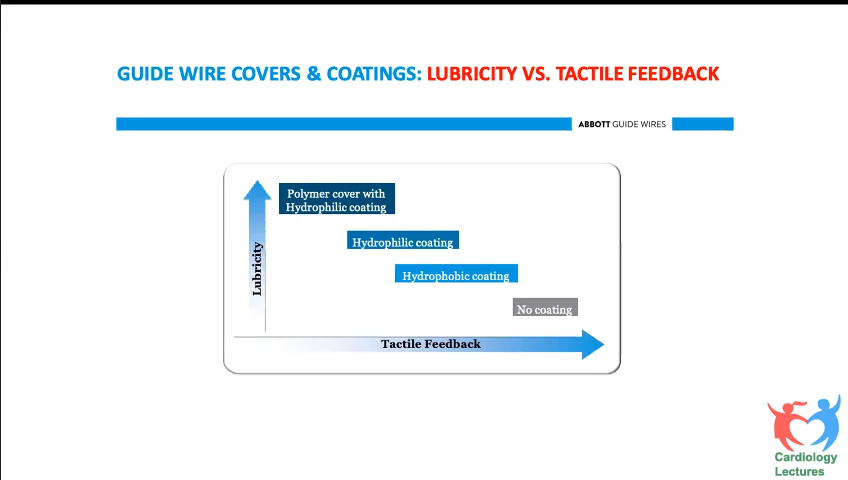 GUIDE WIRE COVERS & COATINGS: LUBRICITY VS. TACTILE FEEDBACK
ABBOTT GUIDE WIRES
Polymer cover with
Hydrophilic coating
Hydrophilic coating
Lubricity
Hydrophobic coating
No coating
Tactile Feedback
Cardiology
Lectures